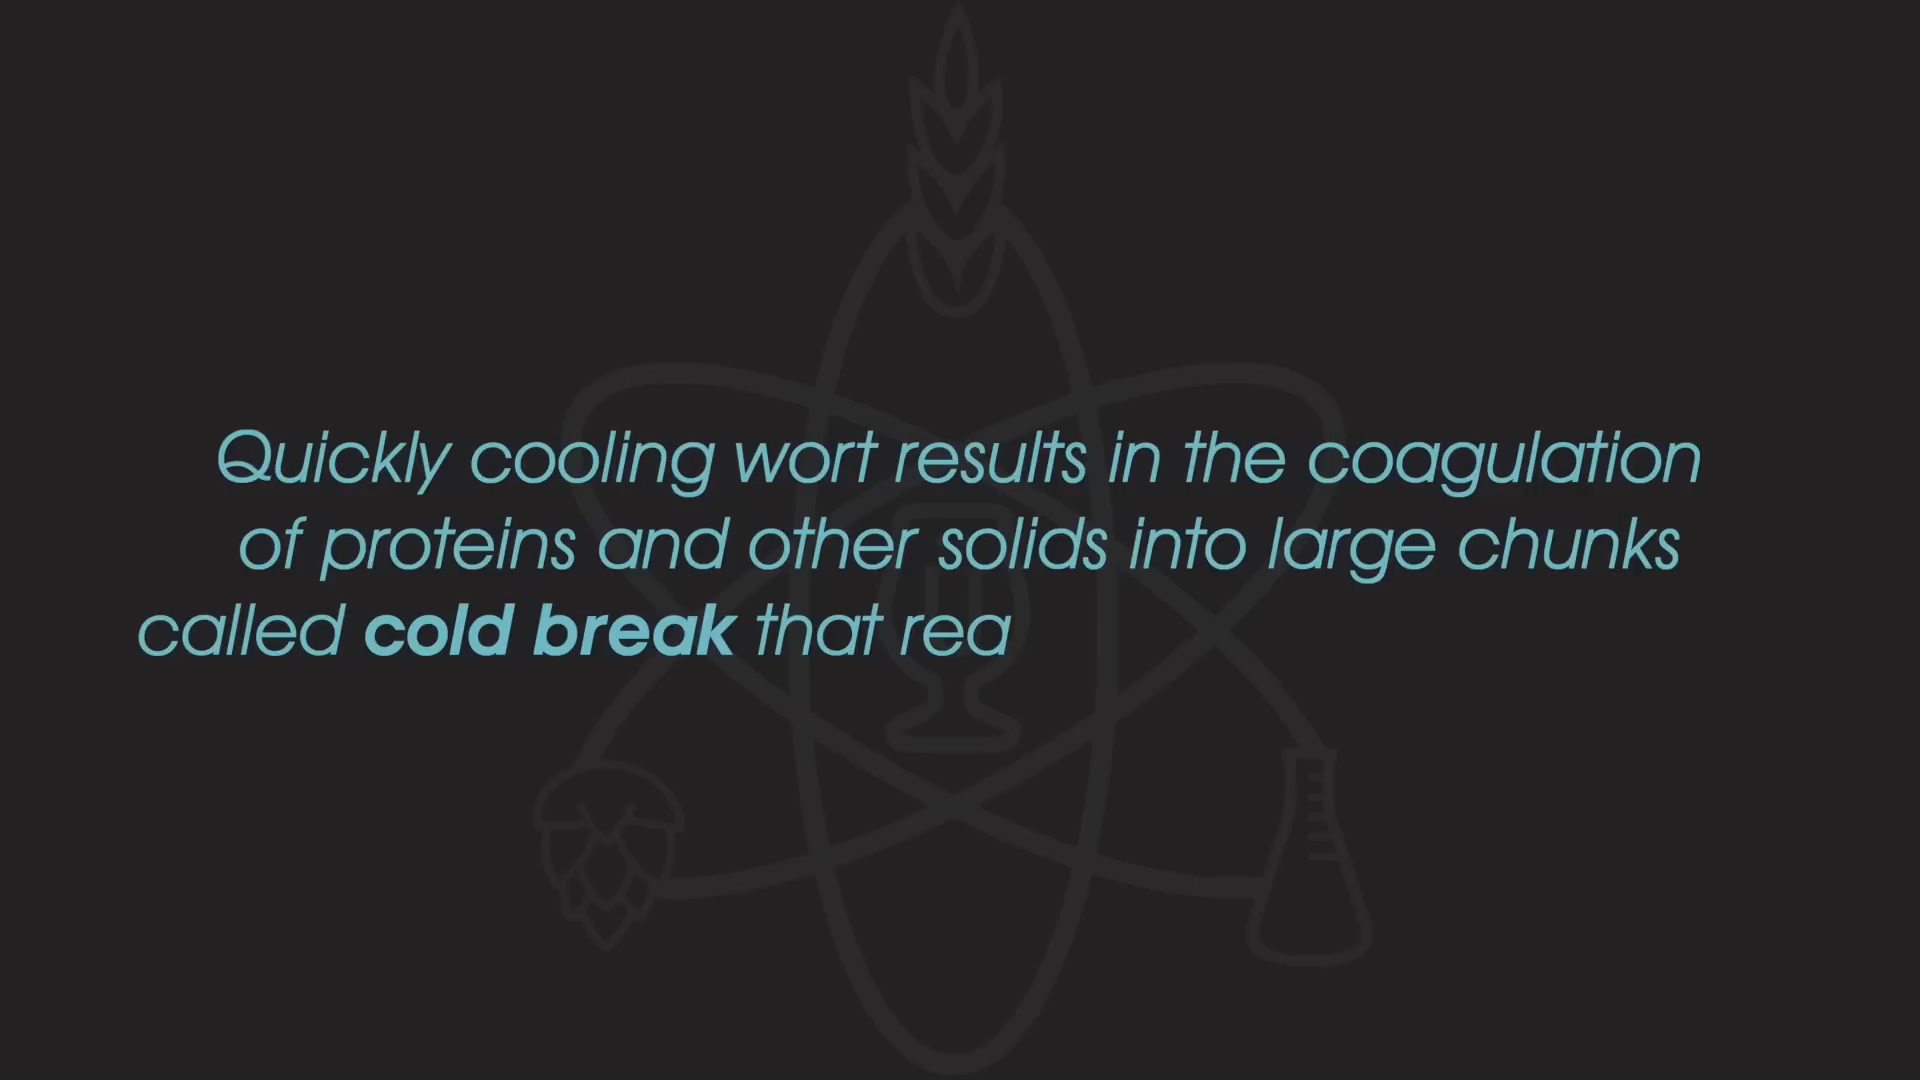 Quickly cooling wort results in the coagulation
of proteins and other solids into large chunks
called cold break that rea